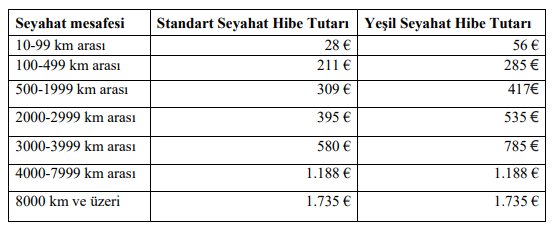 Seyahat mesafesi Standart Seyahat Hibe Tutarı Yeşil Seyahat Hibe Tutarı
10-99 km arası 28 € 56 €
100-499 km arası 211 € 285 €
500-1999 km arası 309 € 417€
2000-2999 km arası 395 € 535 €
3000-3999 km arası 580 € 785 €
4000-7999 km arası 1.188 € 1.188 €
8000 km ve üzeri 1.735 € 1.735 €